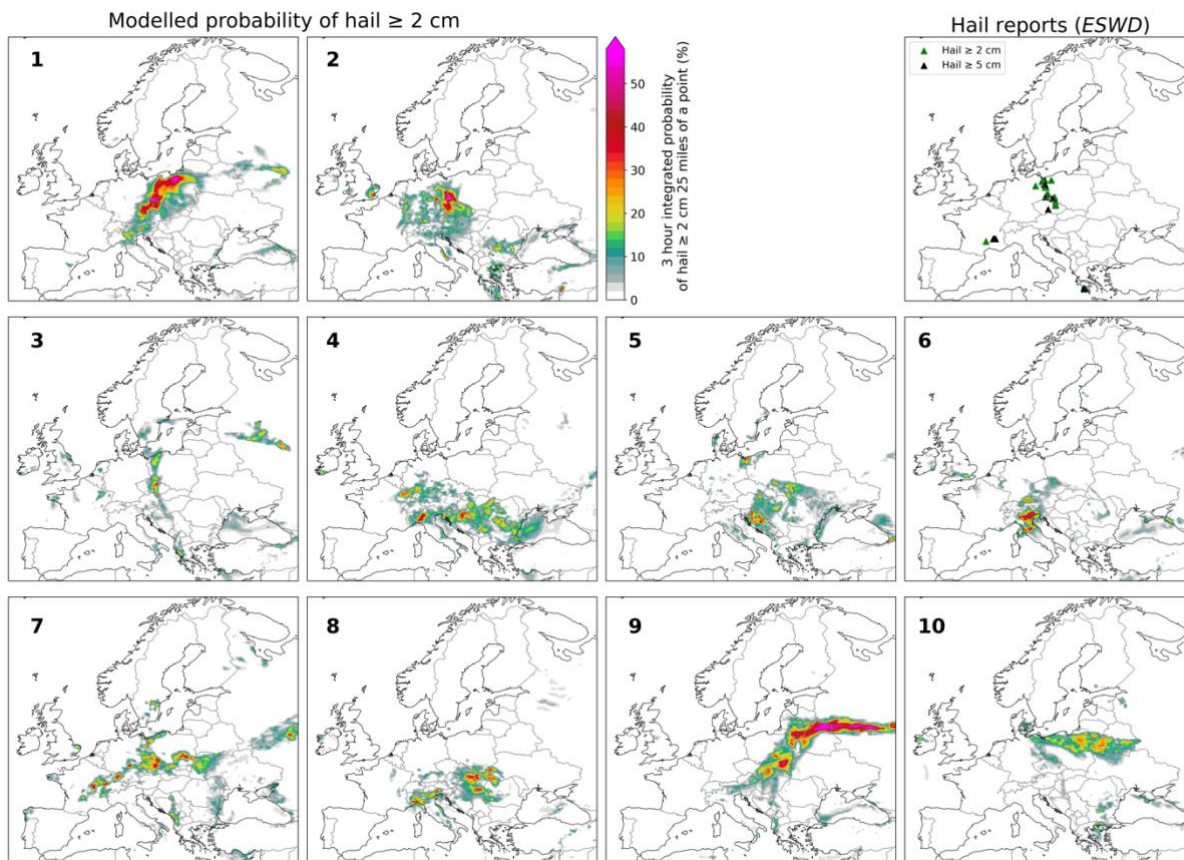 Modelled probability of hail ≥ 2 cm
Hail reports (ESWD)
1
2
50
40
30
20
10
0
3 hour integrated probability
of hail ≥ 2 cm 25 miles of a point (%)
Hail ≥ 2 cm
Hail ≥ 5 cm
3
4
5
6
7
8
9
10